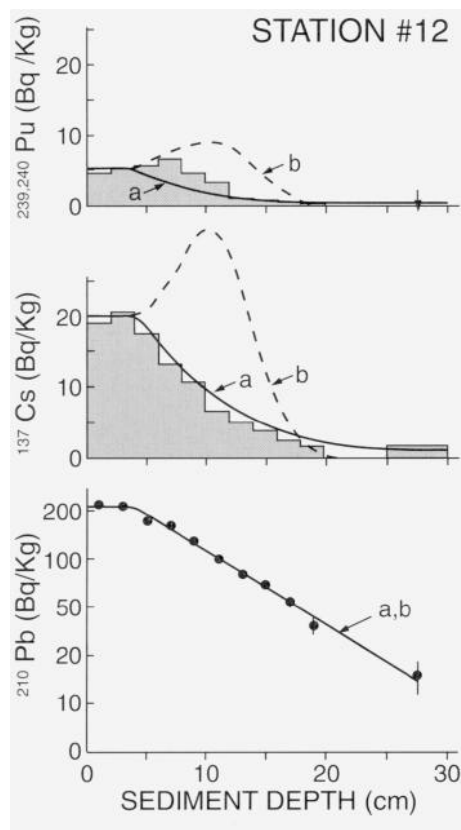 STATION #12
239,240 Pu (Bq /Kg)
20
10
0
a
b
137 Cs (Bq/Kg)
20
10
0
a
b
210 Pb (Bq/Kg)
200
100
50
20
10
0
a,b
0 10 20 30
SEDIMENT DEPTH (cm)